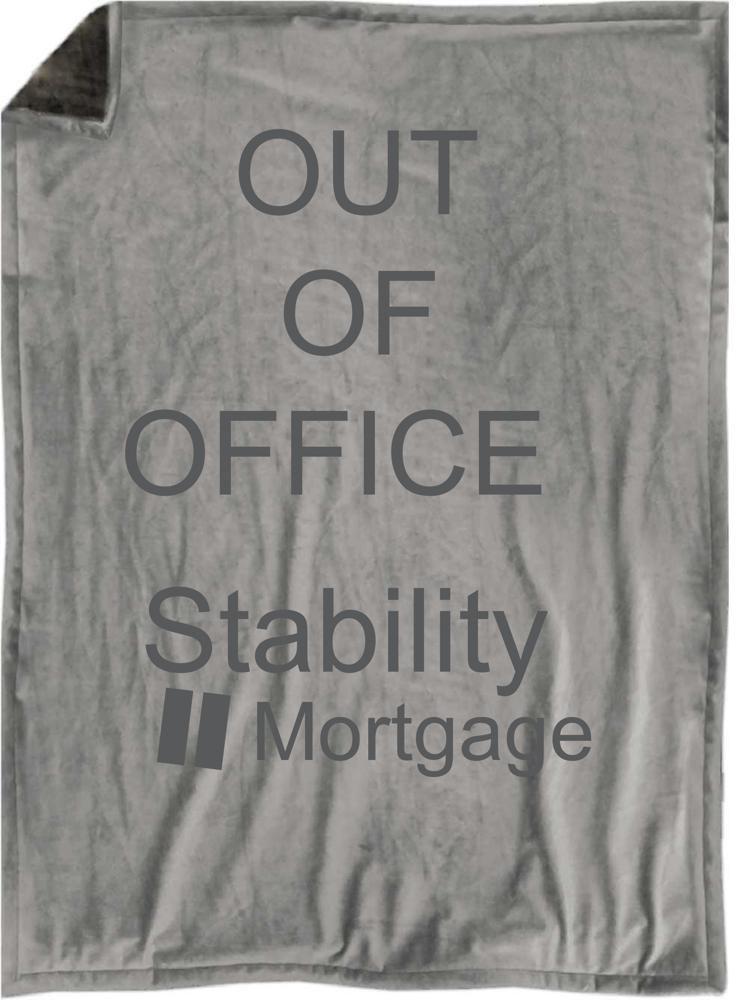 OUT
OF
OFFICE
Stability
Mortgage